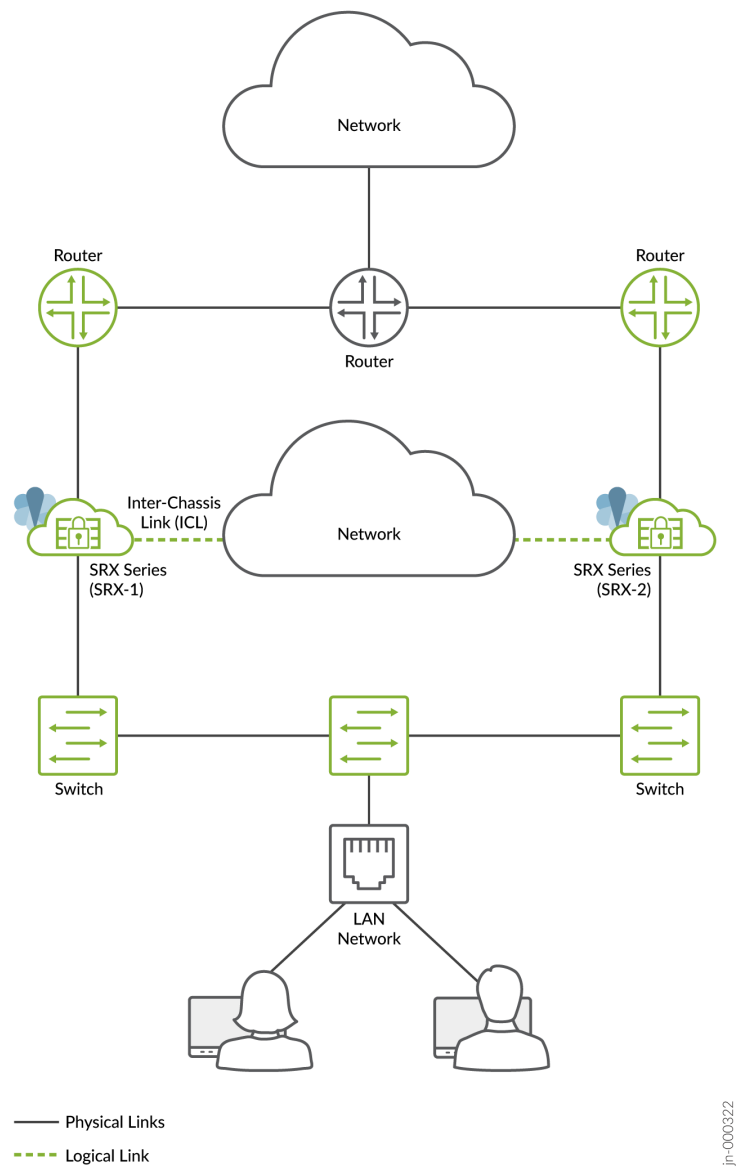 Network
Router
Router
Router
Inter-Chassis
Link (ICL)
Network
SRX Series
(SRX-1)
SRX Series
(SRX-2)
Switch
Switch
LAN
Network
Physical Links
Logical Link
jn-000322